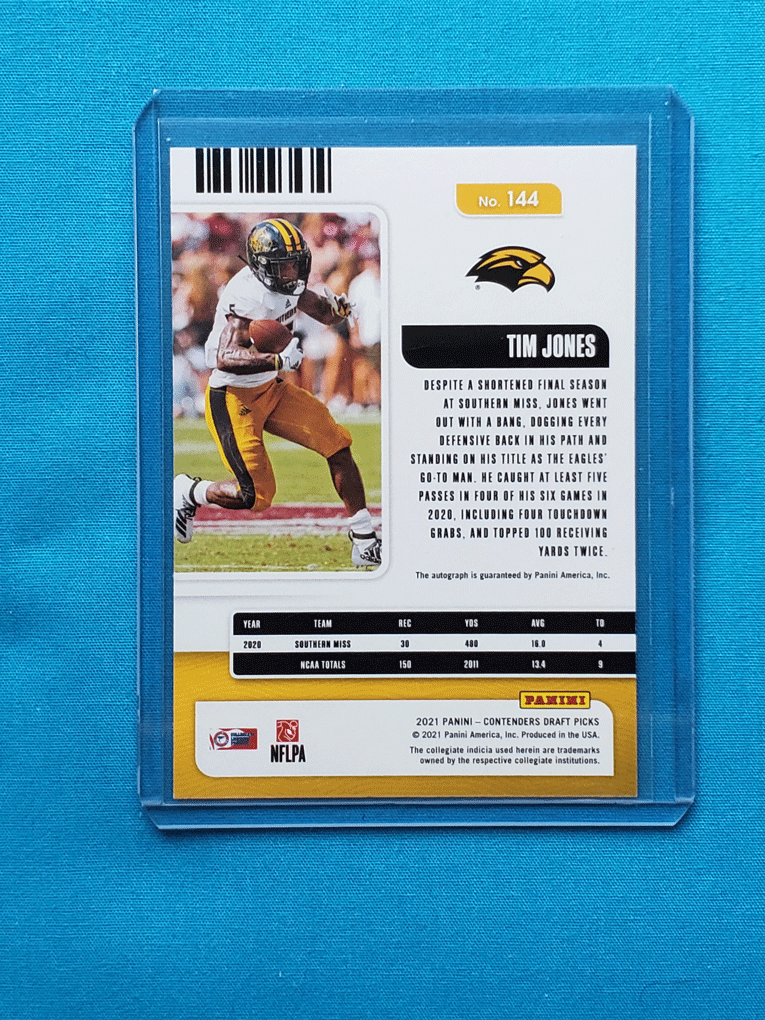 No. 144
TIM JONES
DESPITE A SHORTENED FINAL SEASON
AT SOUTHERN MISS, JONES WENT
OUT WITH A BANG, DOGGING EVERY
DEFENSIVE BACK IN HIS PATH AND
STANDING ON HIS TITLE AS THE EAGLES'
GO-TO MAN. HE CAUGHT AT LEAST FIVE
PASSES IN FOUR OF HIS SIX GAMES IN
2020, INCLUDING FOUR TOUCHDOWN
GRABS, AND TOPPED 100 RECEIVING
YARDS TWICE.
The autograph is guaranteed by Panini America, Inc.
YEAR TEAM REC YDS AVG TD
2020 SOUTHERN MISS 30 480 16.0 4
NCAA TOTALS 150 2011 13.4 9
PANINI
2021 PANINI – CONTENDERS DRAFT PICKS
© 2021 Panini America, Inc. Produced in the USA.
The collegiate indicia used herein are trademarks
owned by the respective collegiate institutions.
NFLPA